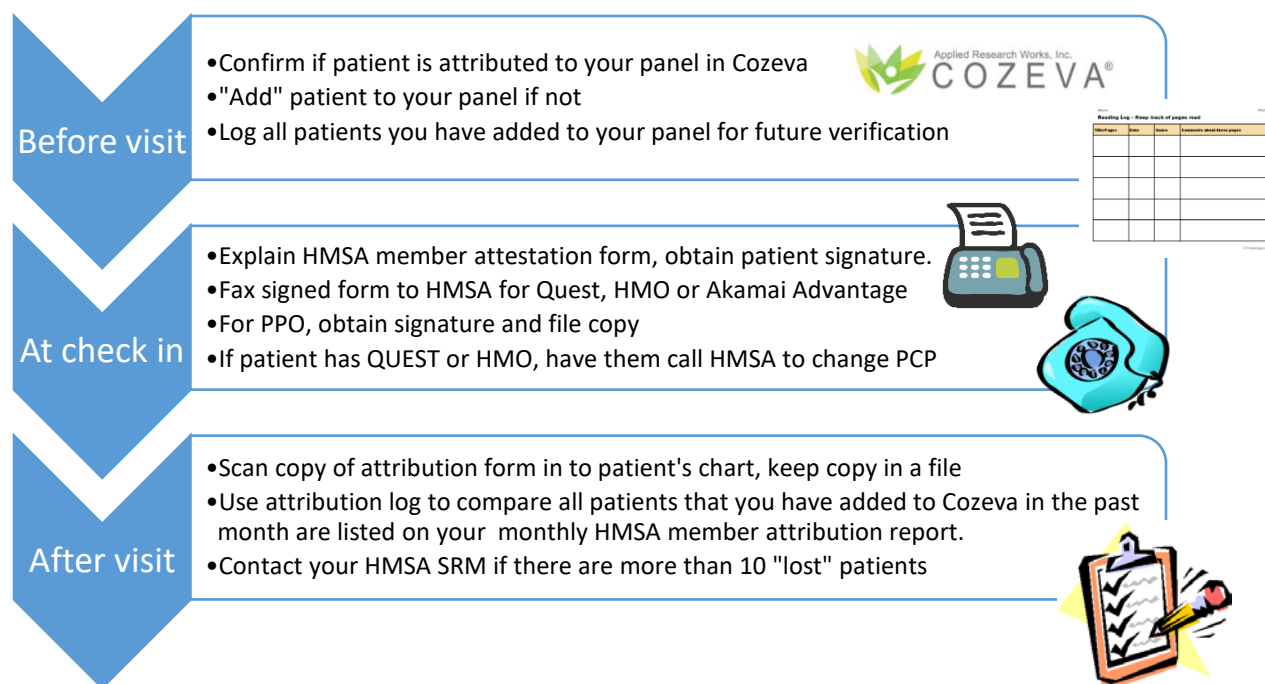 Before visit
•Confirm if patient is attributed to your panel in Cozeva
•"Add" patient to your panel if not
•Log all patients you have added to your panel for future verification
Applied Research Works, Inc.
COZEVA®
Reading Log – Keep track of pages read
Title/Pages Date Genre Comments about these pages
At check in
•Explain HMSA member attestation form, obtain patient signature.
•Fax signed form to HMSA for Quest, HMO or Akamai Advantage
•For PPO, obtain signature and file copy
•If patient has QUEST or HMO, have them call HMSA to change PCP
After visit
•Scan copy of attribution form in to patient's chart, keep copy in a file
•Use attribution log to compare all patients that you have added to Cozeva in the past
month are listed on your monthly HMSA member attribution report.
•Contact your HMSA SRM if there are more than 10 "lost" patients